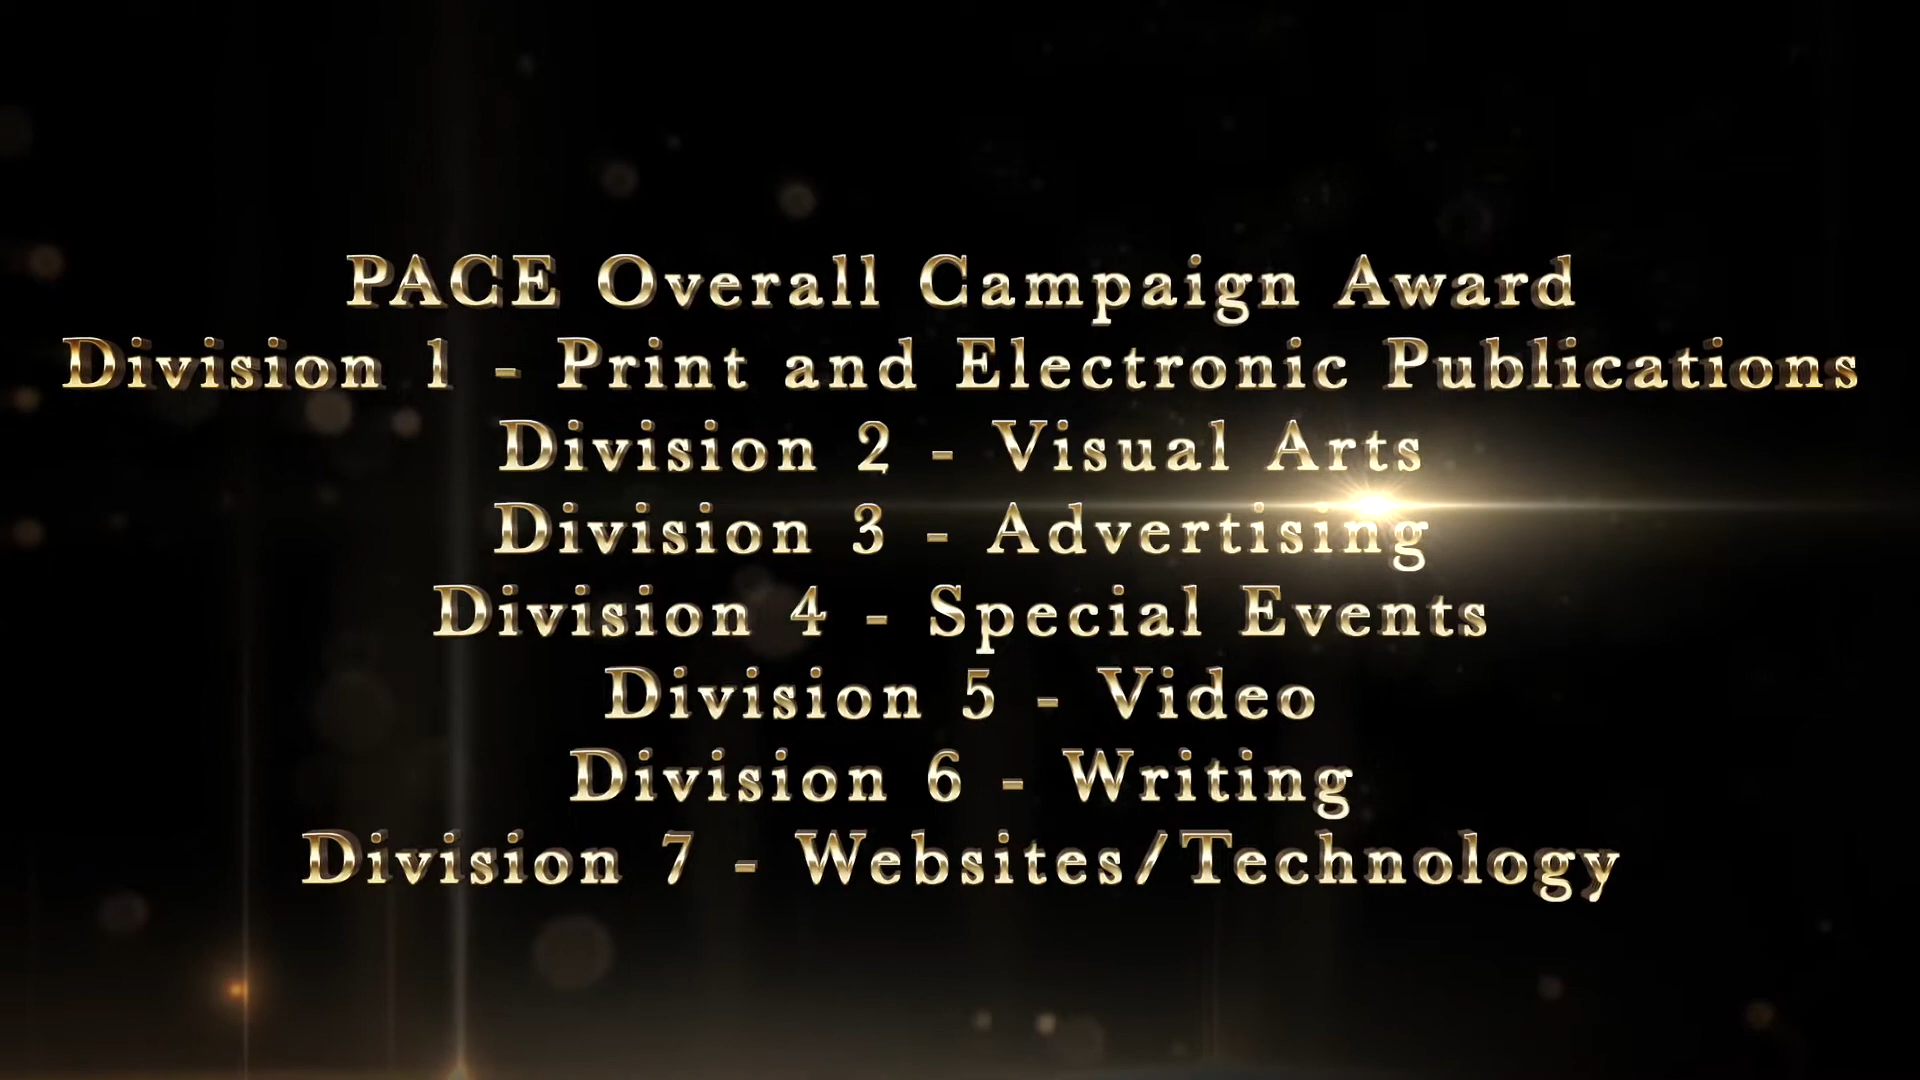 PACE Overall Campaign Award
Division 1 - Print and Electronic Publications
Division 2 - Visual Arts
Division 3 - Advertising
Division 4 - Special Events
Division 5 - Video
Division 6 - Writing
Division 7 - Websites/Technology